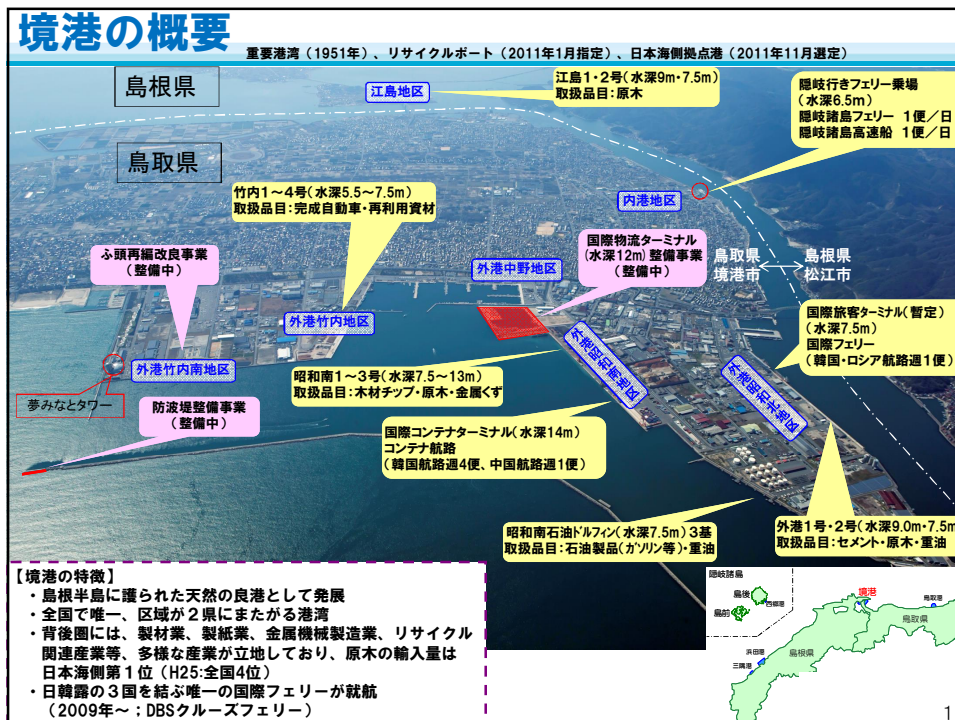 境港の概要
重要港湾（1951年）、リサイクルポート（2011年1月指定）、日本海側拠点港（2011年11月選定）
島根県
鳥取県
江島地区
江島1・2号（水深9m・7.5m）
取扱品目：原木
隠岐行きフェリー乗場
（水深6.5m）
隠岐諸島フェリー 1便／日
隠岐諸島高速船 1便／日
竹内1～4号（水深5.5～7.5m）
取扱品目：完成自動車・再利用資材
内港地区
ふ頭再編改良事業
（整備中）
外港中野地区
国際物流ターミナル
（水深12m）整備事業
（整備中）
鳥取県
境港市
島根県
松江市
外港竹内地区
外港竹内南地区
夢みなとタワー
防波堤整備事業
（整備中）
昭和南1～3号（水深7.5～13m）
取扱品目：木材チップ・原木・金属くず
外港昭和南地区
外港昭和北地区
国際旅客ターミナル（暫定）
（水深7.5m）
国際フェリー
（韓国・ロシア航路週1便）
国際コンテナターミナル（水深14m）
コンテナ航路
（韓国航路週4便、中国航路週1便）
昭和南石油ドルフィン（水深7.5m）3基
取扱品目：石油製品（ガソリン等）・重油
外港1号・2号（水深9.0m・7.5m
取扱品目：セメント・原木・重油
【境港の特徴】
・島根半島に護られた天然の良港として発展
・全国で唯一、区域が２県にまたがる港湾
・背後圏には、製材業、製紙業、金属機械製造業、リサイクル
関連産業等、多様な産業が立地しており、原木の輸入量は
日本海側第１位（H25:全国4位）
・日韓露の３国を結ぶ唯一の国際フェリーが就航
（2009年～；DBSクルーズフェリー）
隠岐諸島
島後
西郷港
島前
境港
鳥取港
鳥取県
浜田港
島根県
三隅港
1